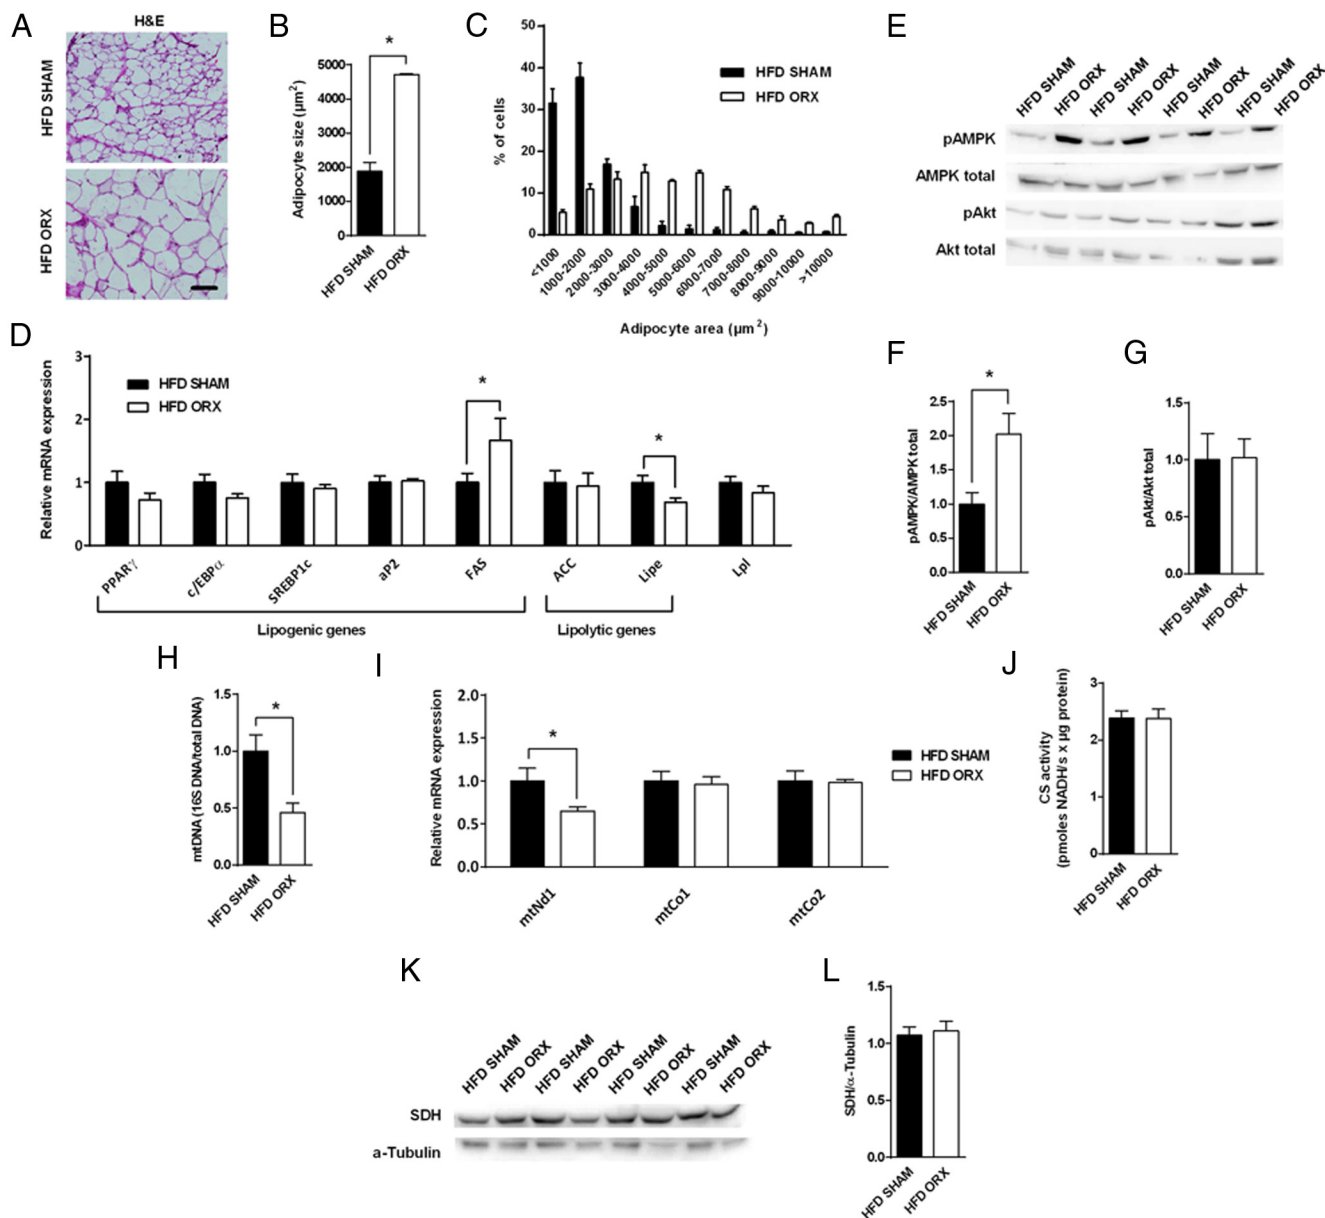 A
H&E
HFD SHAM
HFD ORX
B
*
Adipocyte size (µm²)
5000
4000
3000
2000
1000
0
HFD SHAM
HFD ORX
C
% of cells
50
40
30
20
10
0
HFD SHAM
HFD ORX
<1000
1000-2000
2000-3000
3000-4000
4000-5000
5000-6000
6000-7000
7000-8000
8000-9000
9000-10000
>10000
Adipocyte area (µm²)
E
HFD SHAM
HFD ORX
HFD SHAM
HFD ORX
HFD SHAM
HFD ORX
HFD SHAM
HFD ORX
pAMPK
AMPK total
pAkt
Akt total
D
Relative mRNA expression
3
2
1
0
HFD SHAM
HFD ORX
*
*
PPARγ
c/EBPα
SREBP1c
aP2
FAS
ACC
Lipe
Lpl
Lipogenic genes
Lipolytic genes
F
*
pAMPK/AMPK total
2.5
2.0
1.5
1.0
0.5
0.0
HFD SHAM
HFD ORX
G
pAkt/Akt total
1.5
1.0
0.5
0.0
HFD SHAM
HFD ORX
H
*
mtDNA (16S DNA/total DNA)
1.5
1.0
0.5
0.0
HFD SHAM
HFD ORX
I
Relative mRNA expression
2.0
1.5
1.0
0.5
0.0
*
HFD SHAM
HFD ORX
mtNd1
mtCo1
mtCo2
J
CS activity
(pmoles NADH/s x µg protein)
3
2
1
0
HFD SHAM
HFD ORX
K
HFD SHAM
HFD ORX
HFD SHAM
HFD ORX
HFD SHAM
HFD ORX
HFD SHAM
HFD ORX
SDH
a-Tubulin
L
SDH/α-Tubulin
1.5
1.0
0.5
0.0
HFD SHAM
HFD ORX